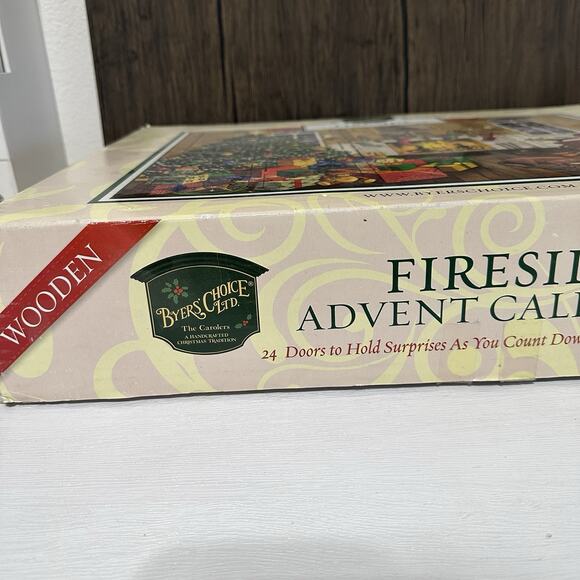 WWW.BYERSCHOICE.COM
WOODEN
BYERS' CHOICE®
LTD.
The Carolers
A HANDCRAFTED
CHRISTMAS TRADITION
FIRESI
ADVENT CAL
24 Doors to Hold Surprises As You Count Dow